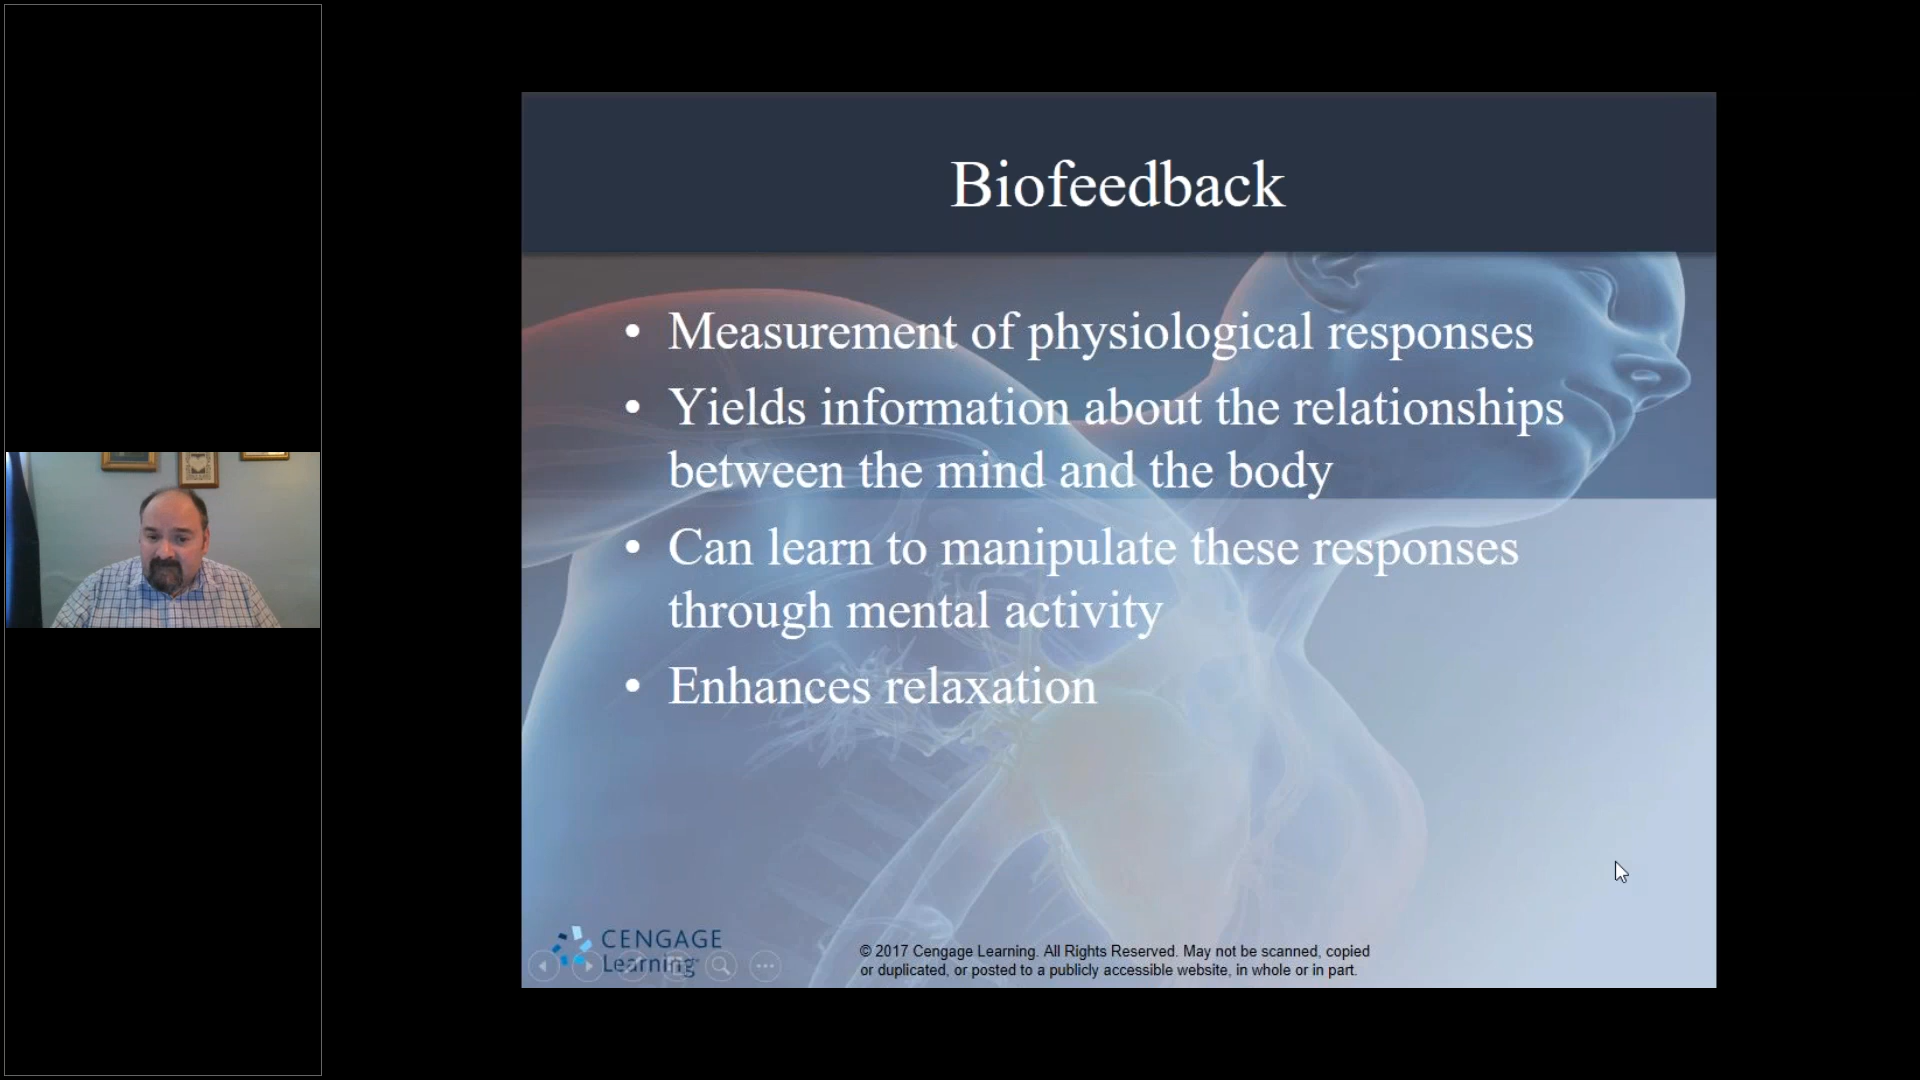 Biofeedback
• Measurement of physiological responses
• Yields information about the relationships
between the mind and the body
• Can learn to manipulate these responses
through mental activity
• Enhances relaxation
CENGAGE
Learning
© 2017 Cengage Learning. All Rights Reserved. May not be scanned, copied
or duplicated, or posted to a publicly accessible website, in whole or in part.